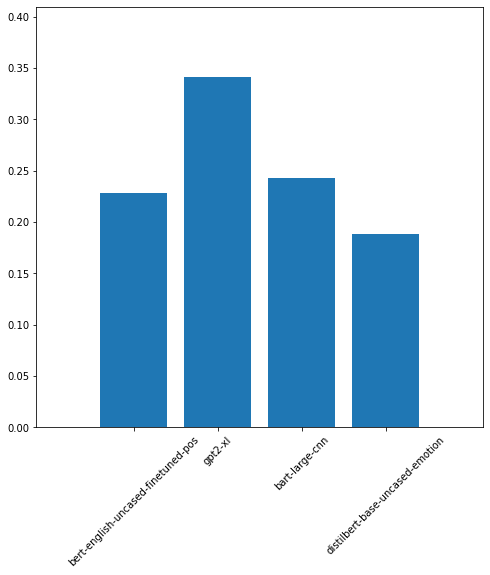 0.40
0.35
0.30
0.25
0.20
0.15
0.10
0.05
0.00
bert-english-uncased-finetuned-pos
gpt2-xl
bart-large-cnn
distilbert-base-uncased-emotion